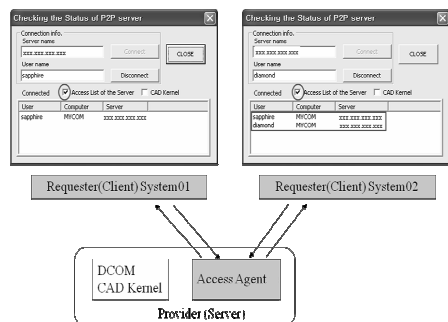 Checking the Status of P2P server
Connection info.
Server name
xxx.xxx.xxx.xxx
Connect
CLOSE
User name
sapphire
Disconnect
Connected
Access List of the Server
CAD Kernel
User Computer Server
sapphire MYCOM xxx.xxx.xxx.xxx
Checking the Status of P2P server
Connection info.
Server name
xxx.xxx.xxx.xxx
Connect
CLOSE
User name
diamond
Disconnect
Connected
Access List of the Server
CAD Kernel
User Computer Server
sapphire MYCOM xxx.xxx.xxx.xxx
diamond MYCOM xxx.xxx.xxx.xxx
Requester(Client) System01
Requester(Client) System02
DCOM
CAD Kernel
Access Agent
Provider (Server)